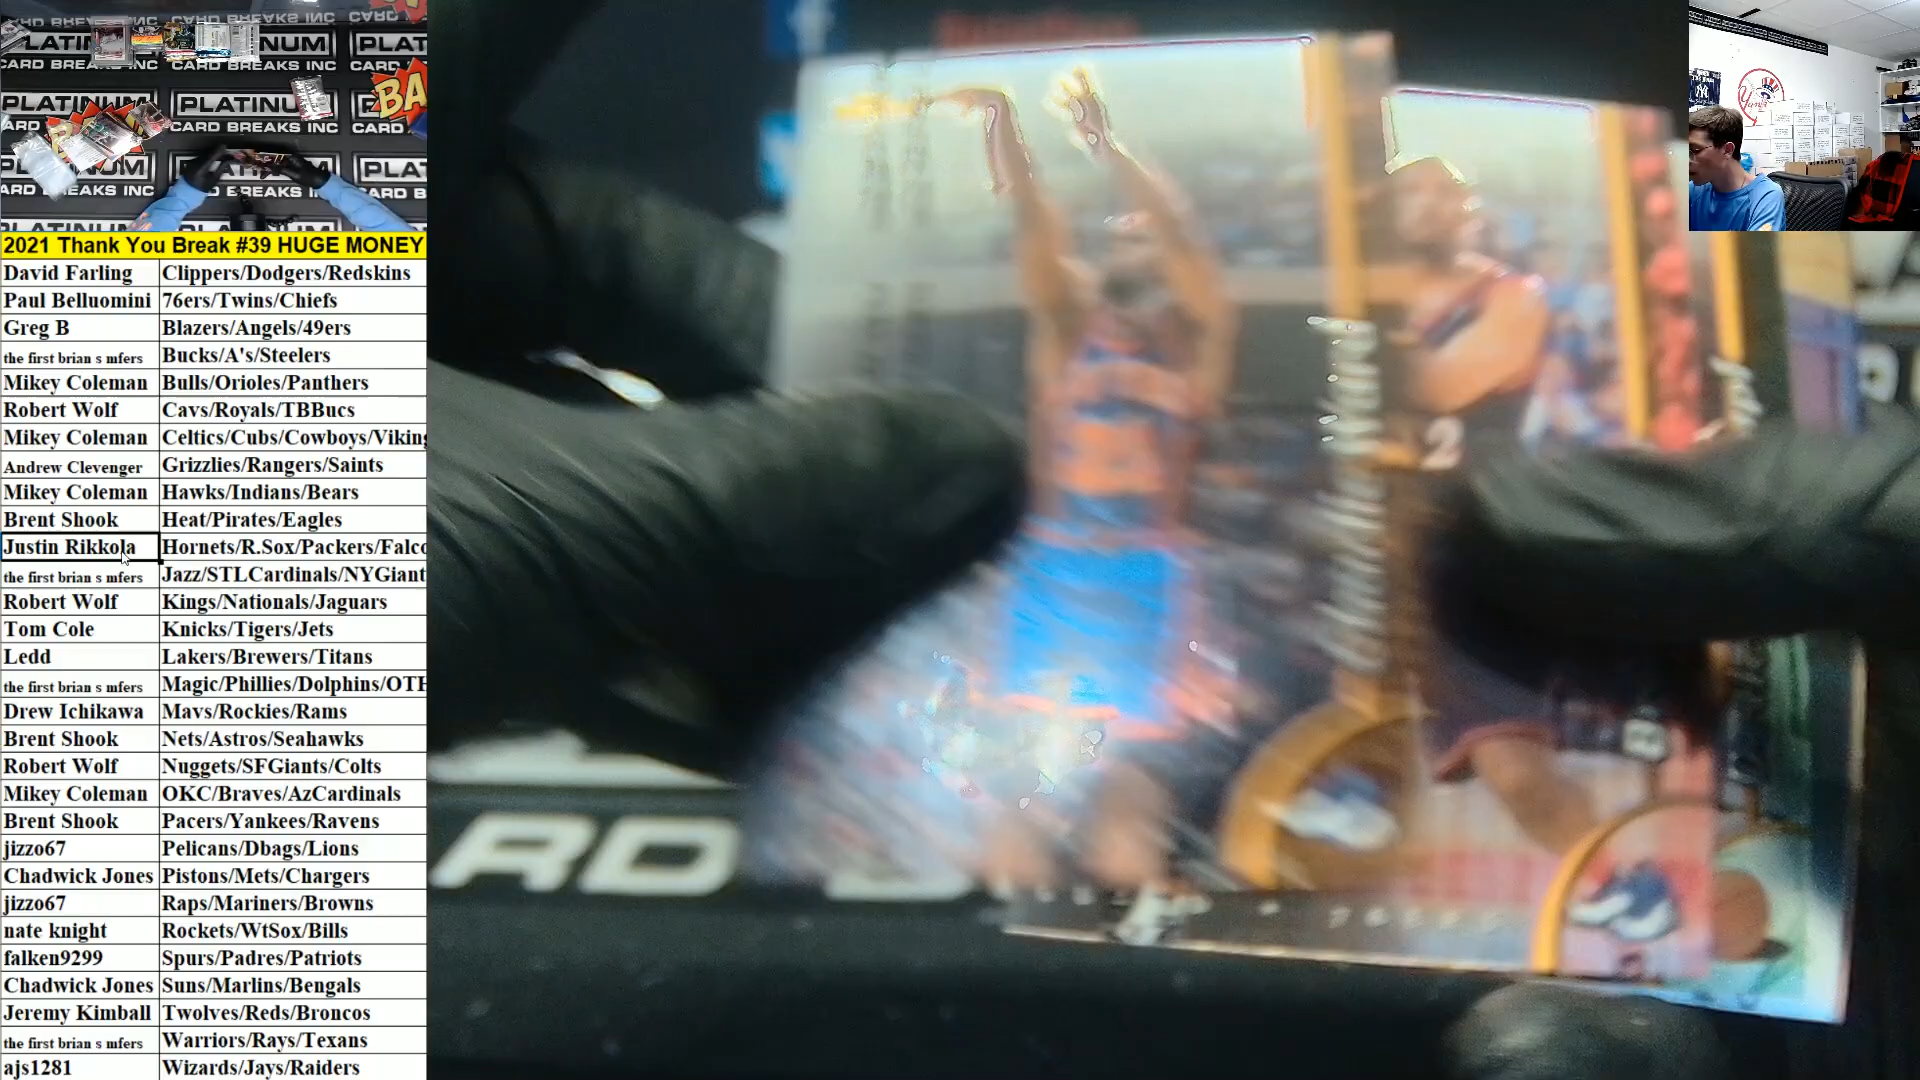 PLATINUM
CARD BREAKS INC
PLATINUM
CARD BREAKS INC
2021 Thank You Break #39 HUGE MONEY
David Farling Clippers/Dodgers/Redskins
Paul Belluomini 76ers/Twins/Chiefs
Greg B Blazers/Angels/49ers
the first brian s mfers Bucks/A's/Steelers
Mikey Coleman Bulls/Orioles/Panthers
Robert Wolf Cavs/Royals/TBBucs
Mikey Coleman Celtics/Cubs/Cowboys/Viking
Andrew Clevenger Grizzlies/Rangers/Saints
Mikey Coleman Hawks/Indians/Bears
Brent Shook Heat/Pirates/Eagles
Justin Rikkola Hornets/R.Sox/Packers/Falco
the first brian s mfers Jazz/STLCardinals/NYGiant
Robert Wolf Kings/Nationals/Jaguars
Tom Cole Knicks/Tigers/Jets
Ledd Lakers/Brewers/Titans
the first brian s mfers Magic/Phillies/Dolphins/OTH
Drew Ichikawa Mavs/Rockies/Rams
Brent Shook Nets/Astros/Seahawks
Robert Wolf Nuggets/SFGiants/Colts
Mikey Coleman OKC/Braves/AzCardinals
Brent Shook Pacers/Yankees/Ravens
jizzo67 Pelicans/Dbags/Lions
Chadwick Jones Pistons/Mets/Chargers
jizzo67 Raps/Mariners/Browns
nate knight Rockets/WtSox/Bills
falken9299 Spurs/Padres/Patriots
Chadwick Jones Suns/Marlins/Bengals
Jeremy Kimball Twolves/Reds/Broncos
the first brian s mfers Warriors/Rays/Texans
ajs1281 Wizards/Jays/Raiders
RD
2